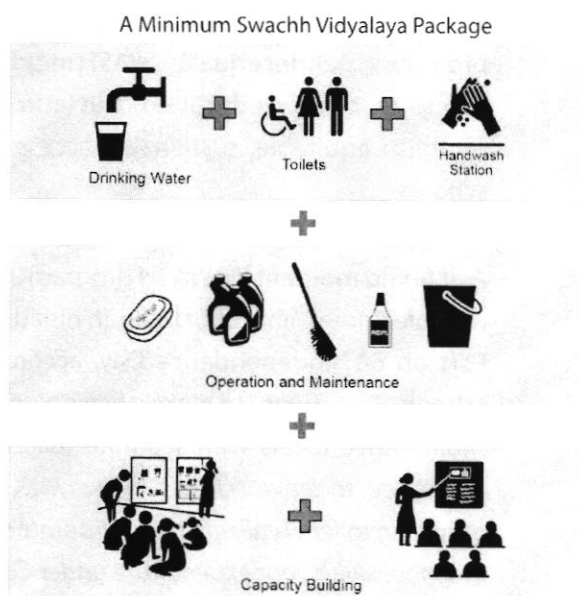 A Minimum Swachh Vidyalaya Package
Drinking Water
Toilets
Handwash
Station
Operation and Maintenance
Capacity Building